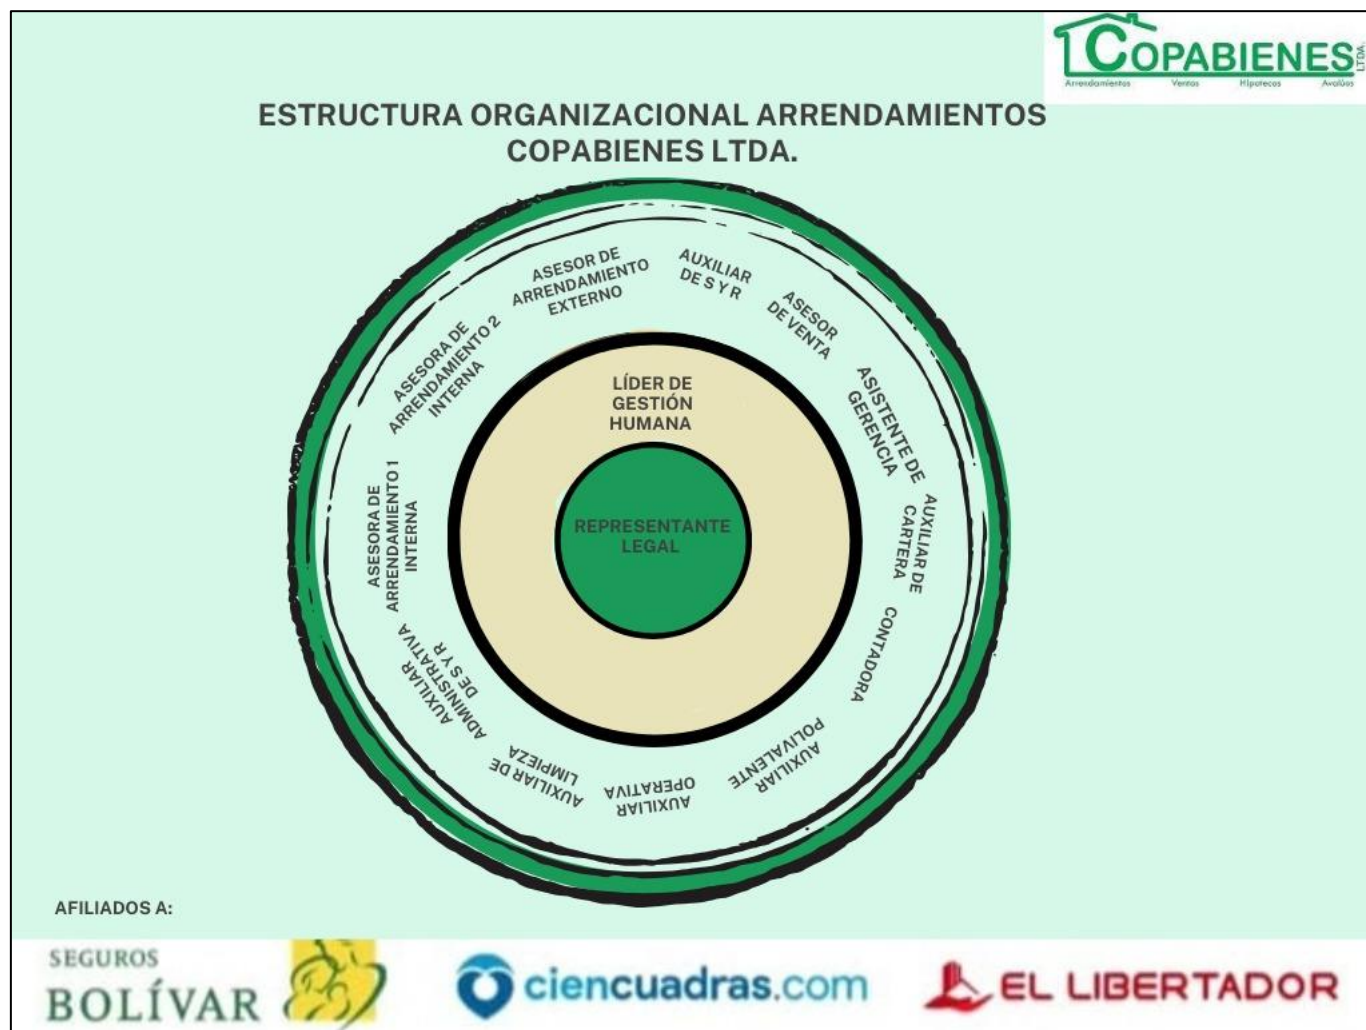 COPABIENES LTDA.
Arrendamientos Ventas Hipotecas Avalúos
ESTRUCTURA ORGANIZACIONAL ARRENDAMIENTOS
COPABIENES LTDA.
ASESOR DE
ARRENDAMIENTO
EXTERNO
AUXILIAR
DE S Y R
ASESOR
DE VENTA
ASISTENTE DE
GERENCIA
AUXILIAR DE
CARTERA
CONTADORA
AUXILIAR
POLIVALENTE
AUXILIAR
OPERATIVA
AUXILIAR DE
LIMPIEZA
AUXILIAR
ADMINISTRATIVA
DE S Y R
ASESORA DE
ARRENDAMIENTO 1
INTERNA
ASESORA DE
ARRENDAMIENTO 2
INTERNA
LÍDER DE
GESTIÓN
HUMANA
REPRESENTANTE
LEGAL
AFILIADOS A:
SEGUROS
BOLÍVAR
ciencuadras.com
EL LIBERTADOR